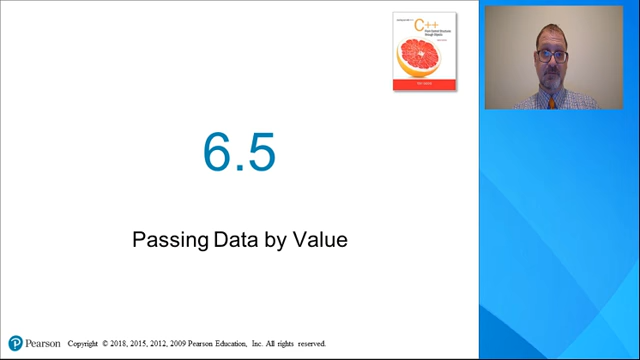 C++
6.5
Passing Data by Value
Pearson
Copyright © 2018, 2015, 2012, 2009 Pearson Education, Inc. All rights reserved.